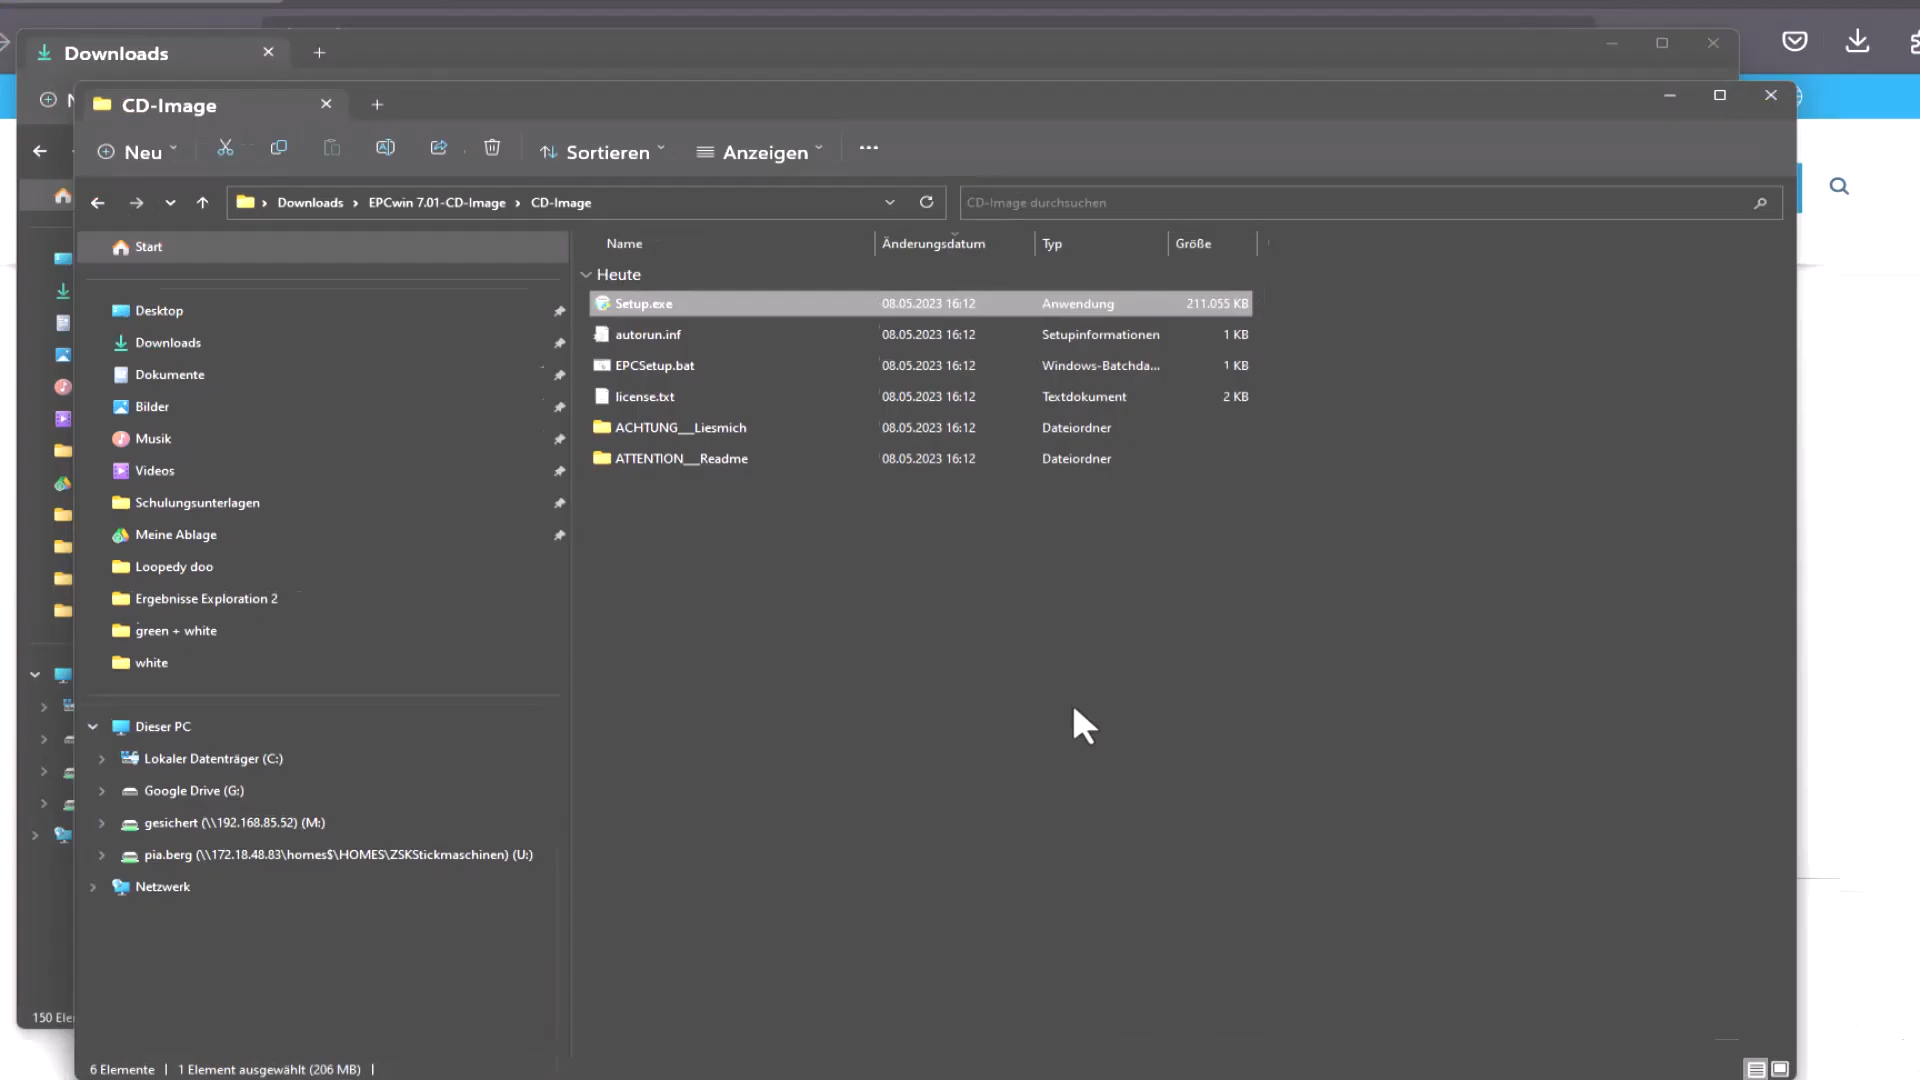 Downloads
CD-Image
Neu
Sortieren
Anzeigen
Downloads › EPCwin 7.01-CD-Image › CD-Image
CD-Image durchsuchen
Start
Desktop
Downloads
Dokumente
Bilder
Musik
Videos
Schulungsunterlagen
Meine Ablage
Loopedy doo
Ergebnisse Exploration 2
green + white
white
Dieser PC
Lokaler Datenträger (C:)
Google Drive (G:)
gesichert (\\192.168.85.52) (M:)
pia.berg (\\172.18.48.83\homes$\HOMES\ZSKStickmaschinen) (U:)
Netzwerk
Name Änderungsdatum Typ Größe
Heute
Setup.exe 08.05.2023 16:12 Anwendung 211.055 KB
autorun.inf 08.05.2023 16:12 Setupinformationen 1 KB
EPCSetup.bat 08.05.2023 16:12 Windows-Batchda... 1 KB
license.txt 08.05.2023 16:12 Textdokument 2 KB
ACHTUNG___Liesmich 08.05.2023 16:12 Dateiordner
ATTENTION___Readme 08.05.2023 16:12 Dateiordner
150 Ele
6 Elemente | 1 Element ausgewählt (206 MB) |